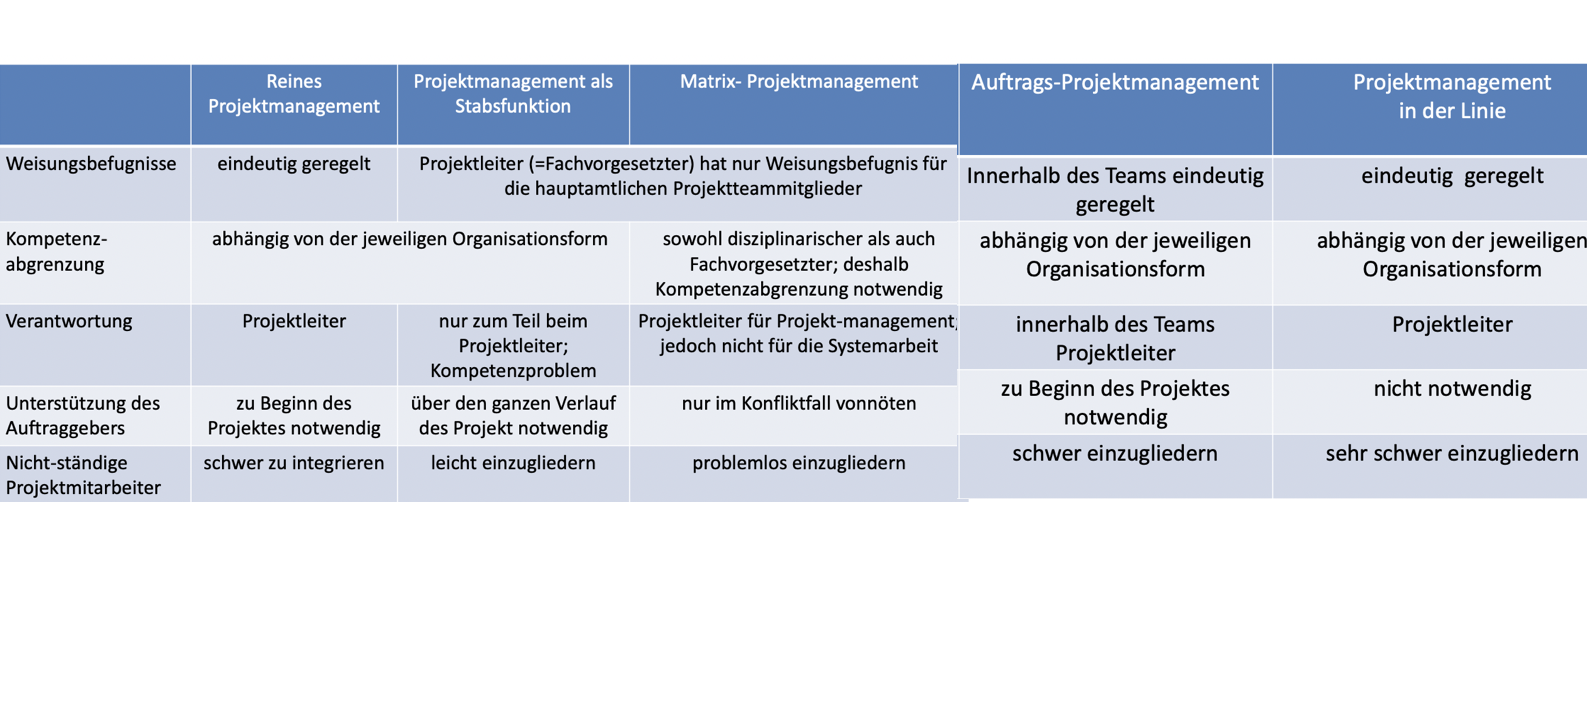 Reines
Projektmanagement
Projektmanagement als
Stabsfunktion
Matrix- Projektmanagement
Auftrags-Projektmanagement
Projektmanagement
in der Linie
Weisungsbefugnisse
eindeutig geregelt
Projektleiter (=Fachvorgesetzter) hat nur Weisungsbefugnis für
die hauptamtlichen Projektteammitglieder
Innerhalb des Teams eindeutig
geregelt
eindeutig  geregelt
Kompetenz-
abgrenzung
abhängig von der jeweiligen Organisationsform
sowohl disziplinarischer als auch
Fachvorgesetzter; deshalb
Kompetenzabgrenzung notwendig
abhängig von der jeweiligen
Organisationsform
abhängig von der jeweiligen
Organisationsform
Verantwortung
Projektleiter
nur zum Teil beim
Projektleiter;
Kompetenzproblem
Projektleiter für Projekt-management;
jedoch nicht für die Systemarbeit
innerhalb des Teams
Projektleiter
Projektleiter
Unterstützung des
Auftraggebers
zu Beginn des
Projektes notwendig
über den ganzen Verlauf
des Projekt notwendig
nur im Konfliktfall vonnöten
zu Beginn des Projektes
notwendig
nicht notwendig
Nicht-ständige
Projektmitarbeiter
schwer zu integrieren
leicht einzugliedern
problemlos einzugliedern
schwer einzugliedern
sehr schwer einzugliedern